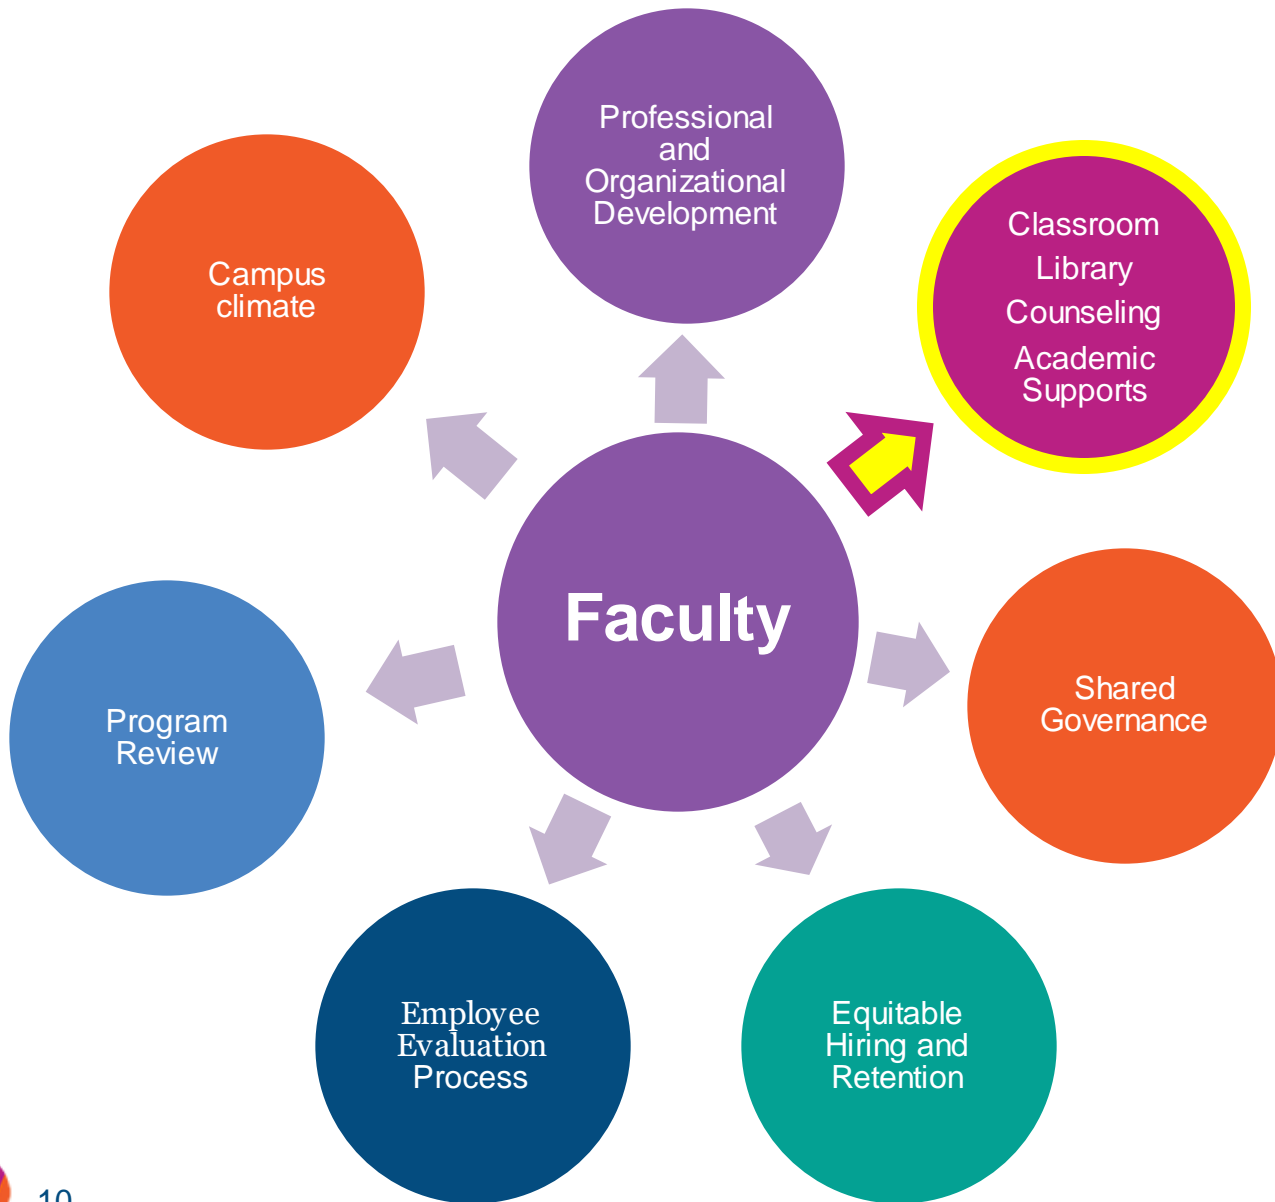 Professional
and
Organizational
Development
Classroom
Library
Counseling
Academic
Supports
Campus
climate
Faculty
Shared
Governance
Program
Review
Employee
Evaluation
Process
Equitable
Hiring and
Retention
10